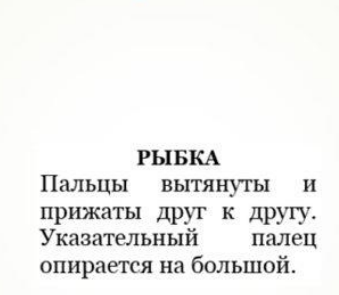 РЫБКА
Пальцы вытянуты и
прижаты друг к другу.
Указательный палец
опирается на большой.